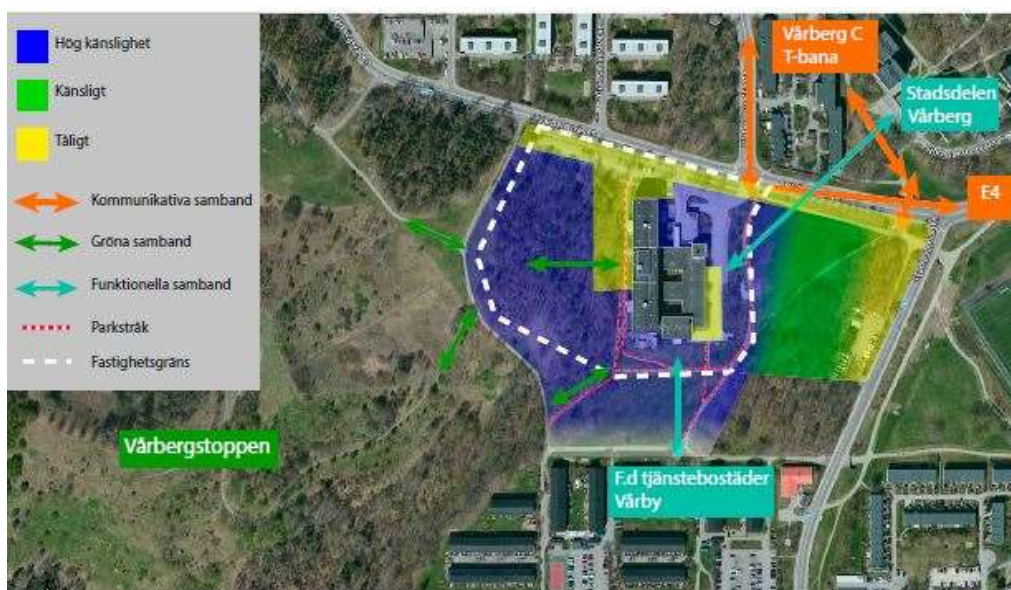 Hög känslighet
Känsligt
Tåligt
Kommunikativa samband
Gröna samband
Funktionella samband
Parkstråk
Fastighetsgräns
Vårberg C
T-bana
Stadsdelen
Vårberg
E4
Vårbergstoppen
F.d tjänstebostäder
Vårby